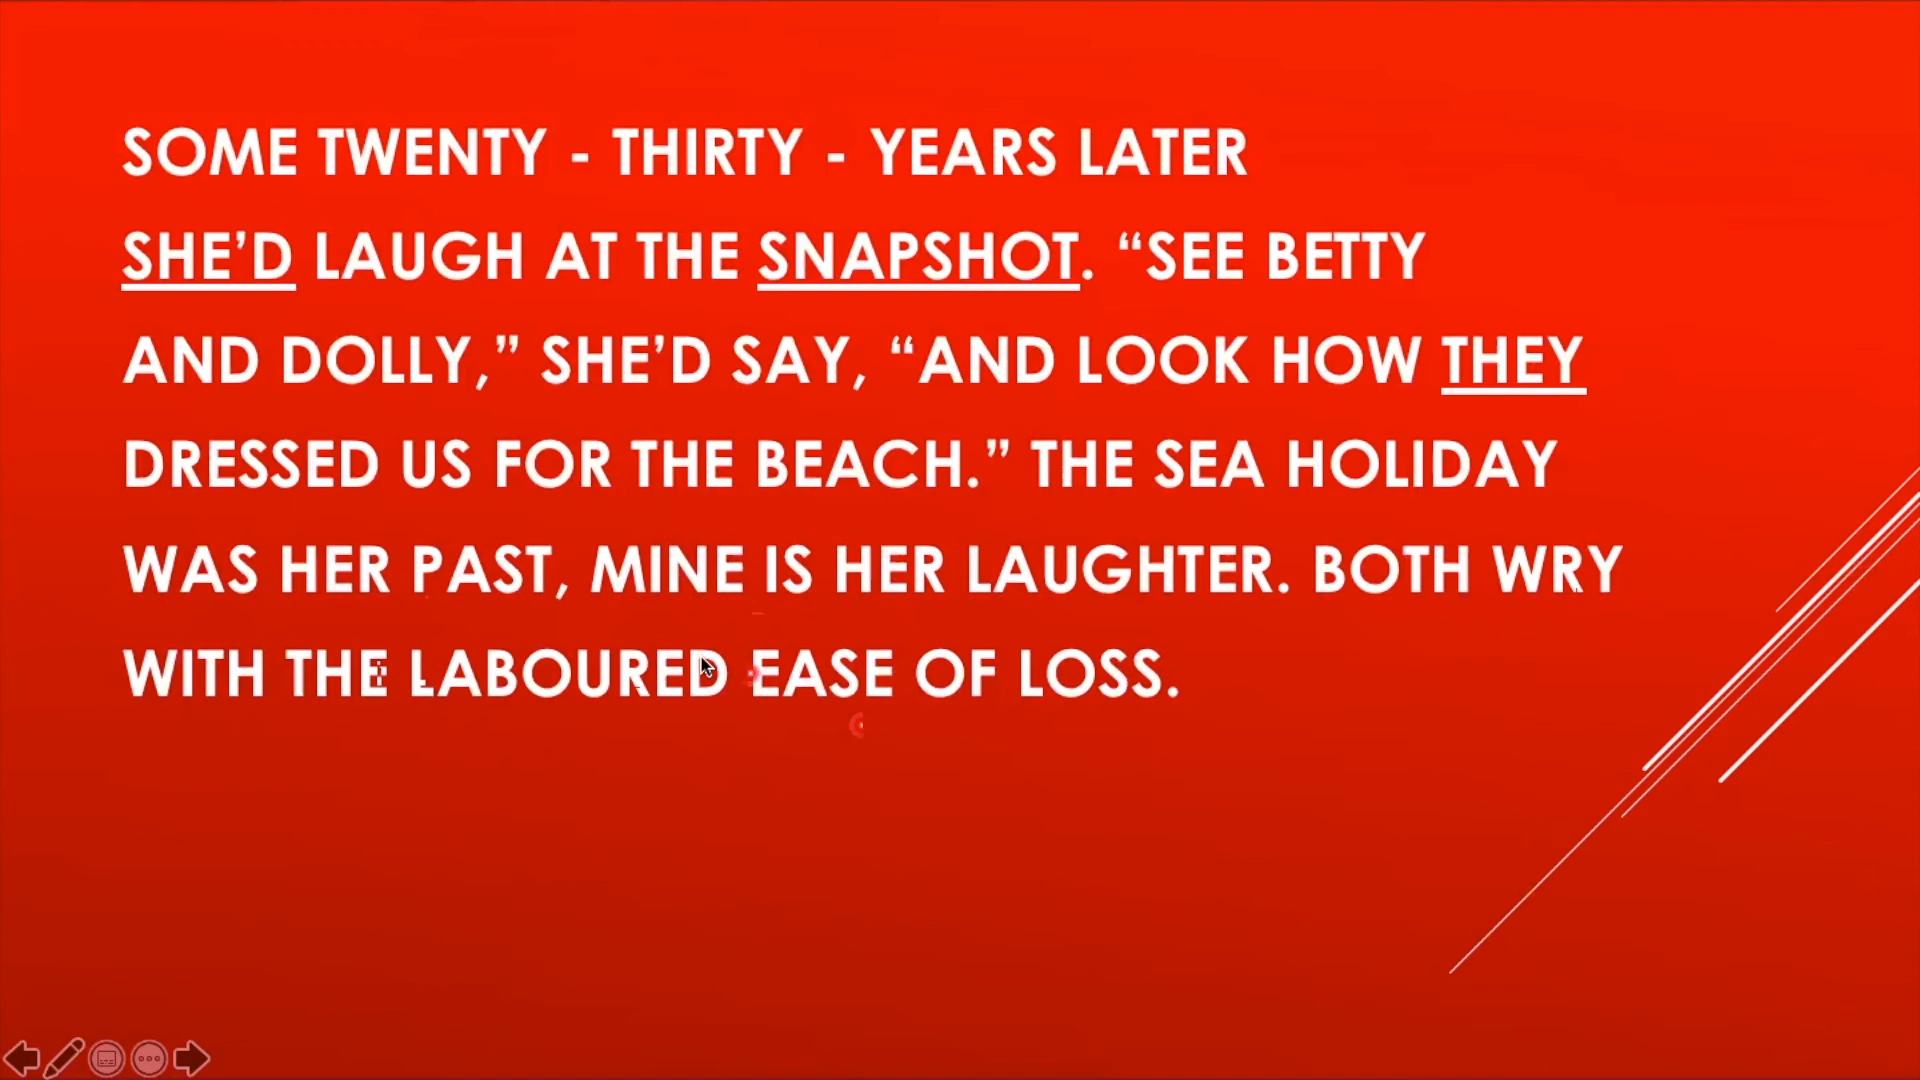 SOME TWENTY - THIRTY - YEARS LATER
SHE’D LAUGH AT THE SNAPSHOT. “SEE BETTY
AND DOLLY,” SHE’D SAY, “AND LOOK HOW THEY
DRESSED US FOR THE BEACH.” THE SEA HOLIDAY
WAS HER PAST, MINE IS HER LAUGHTER. BOTH WRY
WITH THE LABOURED EASE OF LOSS.